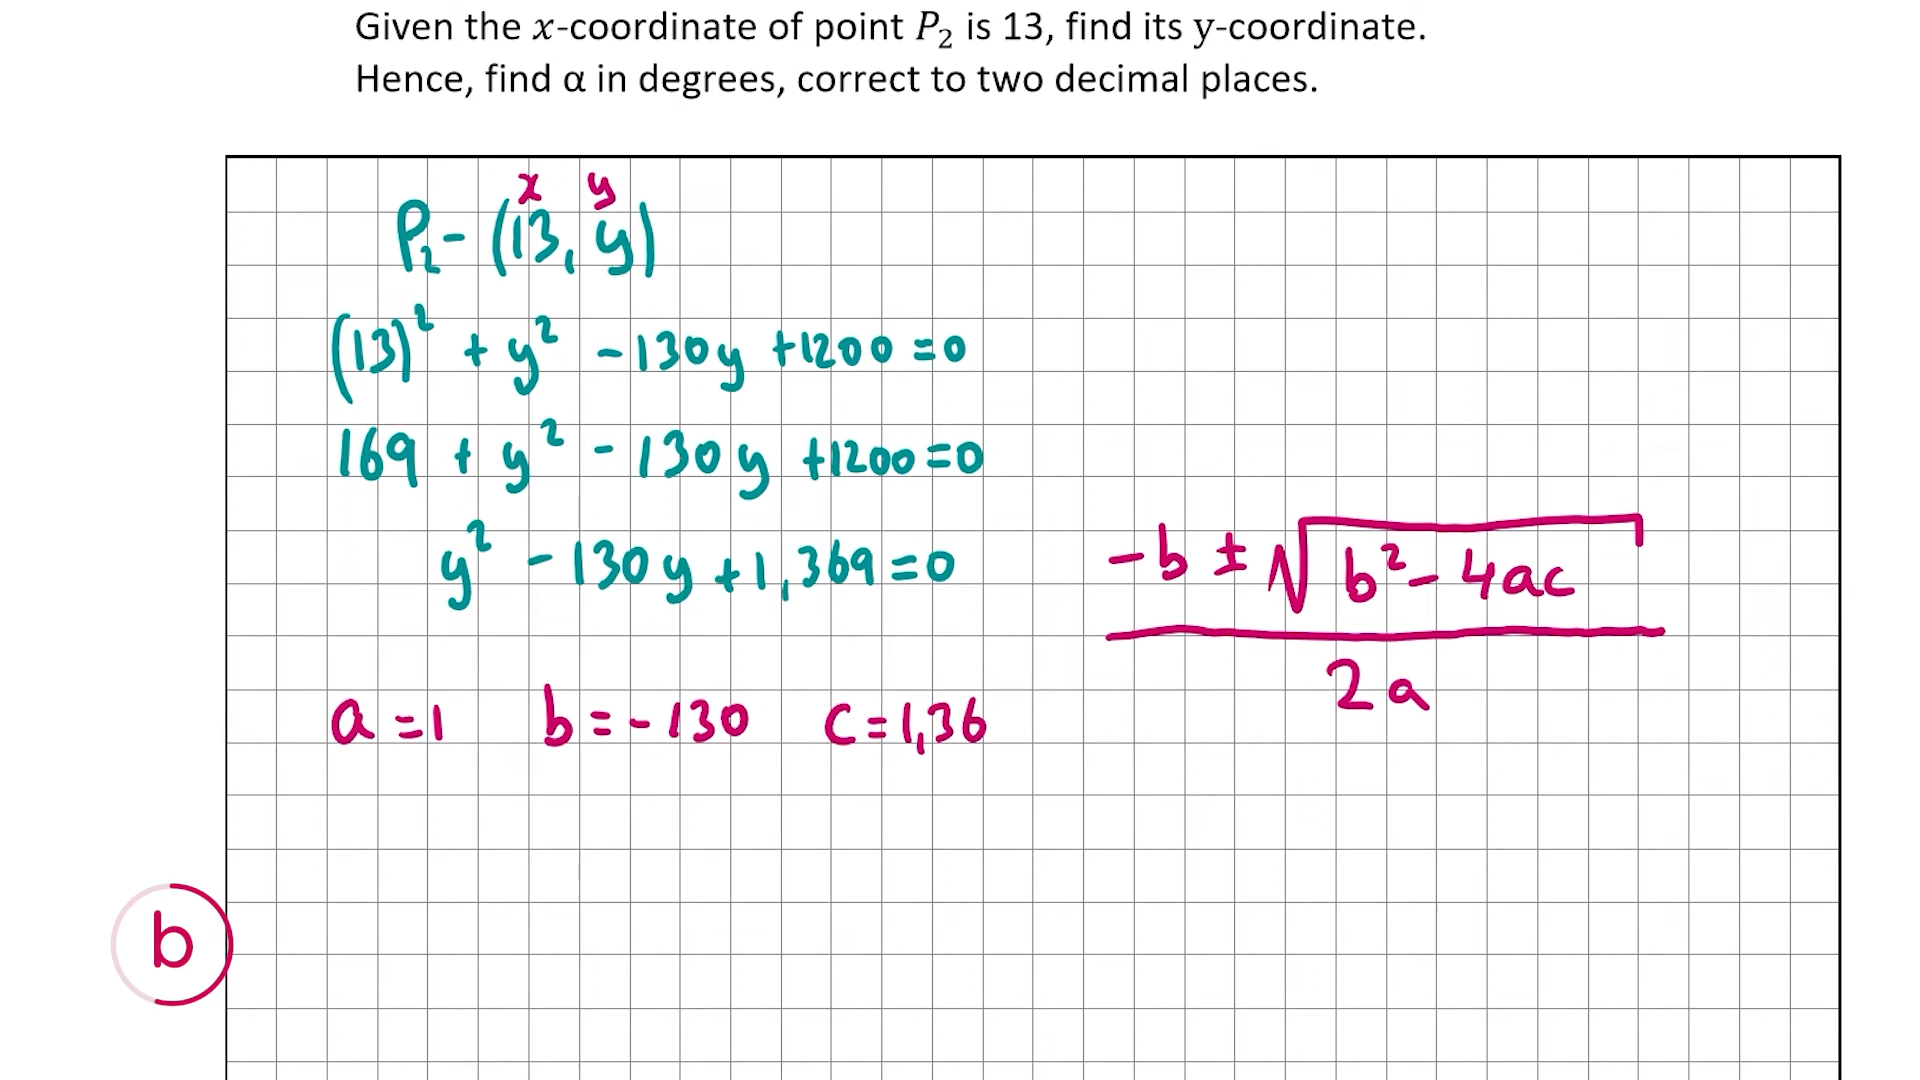 Given the x-coordinate of point P₂ is 13, find its y-coordinate.
Hence, find α in degrees, correct to two decimal places.
x y
P₂ - (13, y)
(13)² + y² - 130y + 1200 = 0
169 + y² - 130y + 1200 = 0
y² - 130y + 1,369 = 0
-b ± √b² - 4ac
2a
a = 1 b = -130 c = 1,36
b